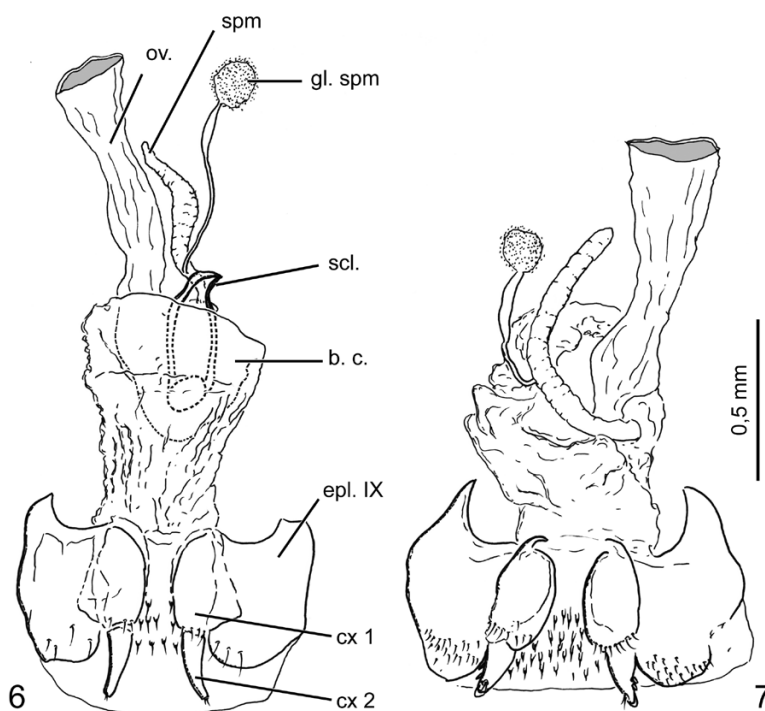 spm
ov.
gl. spm
scl.
b. c.
0,5 mm
epl. IX
cx 1
cx 2
6
7